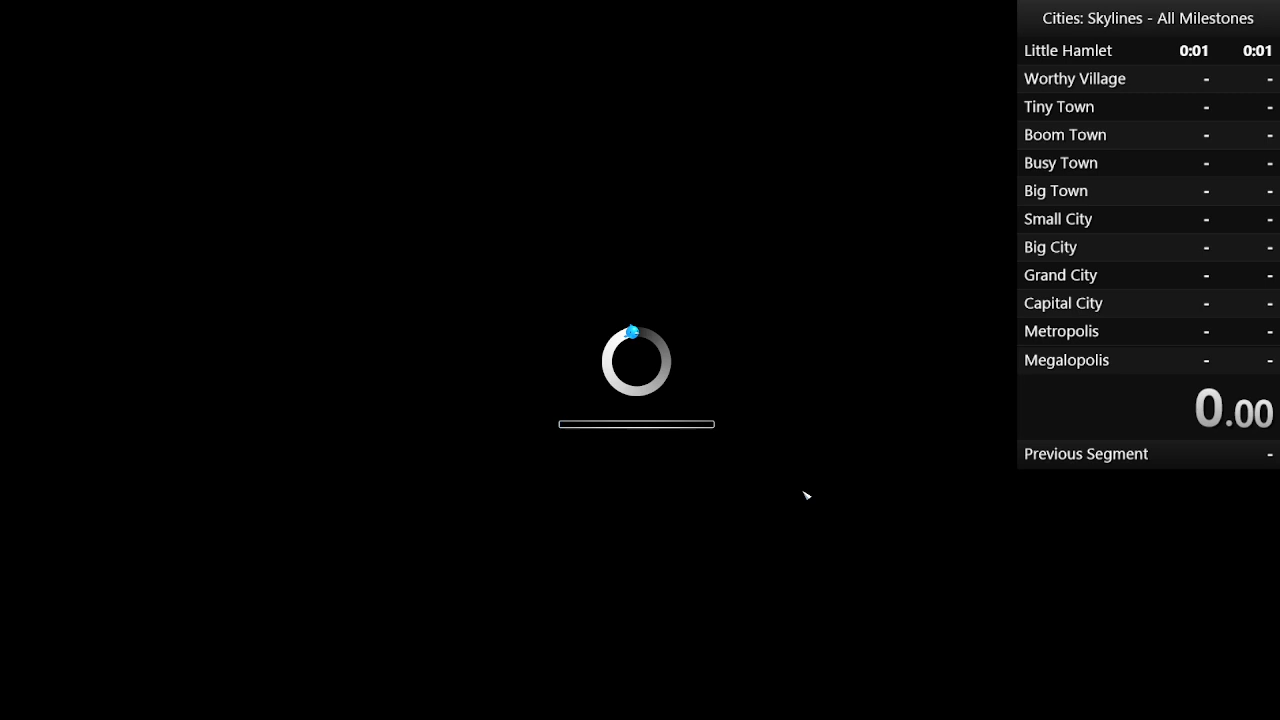 Cities: Skylines - All Milestones
Little Hamlet 0:01 0:01
Worthy Village - -
Tiny Town - -
Boom Town - -
Busy Town - -
Big Town - -
Small City - -
Big City - -
Grand City - -
Capital City - -
Metropolis - -
Megalopolis - -
0.00
Previous Segment -